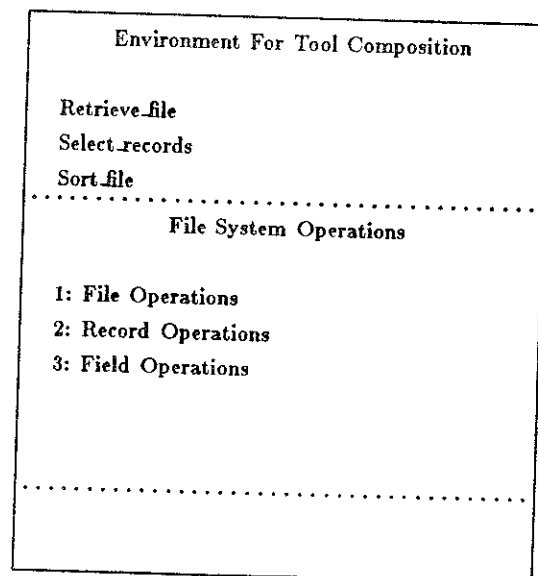 Environment For Tool Composition
Retrieve_file
Select_records
Sort_file
File System Operations
1: File Operations
2: Record Operations
3: Field Operations